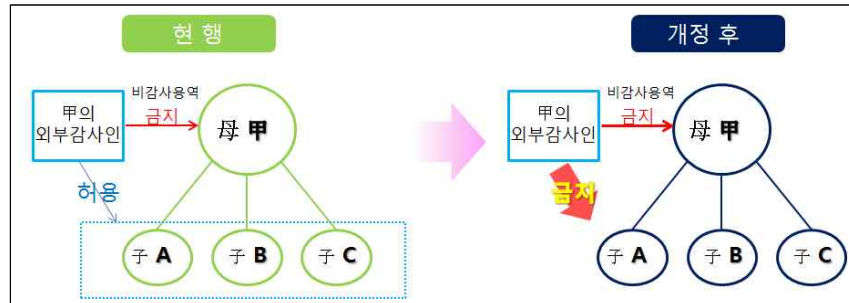 현 행
甲의
외부감사인
비감사용역
금지
母 甲
허용
子 A
子 B
子 C
개정 후
甲의
외부감사인
비감사용역
금지
母 甲
금지
子 A
子 B
子 C